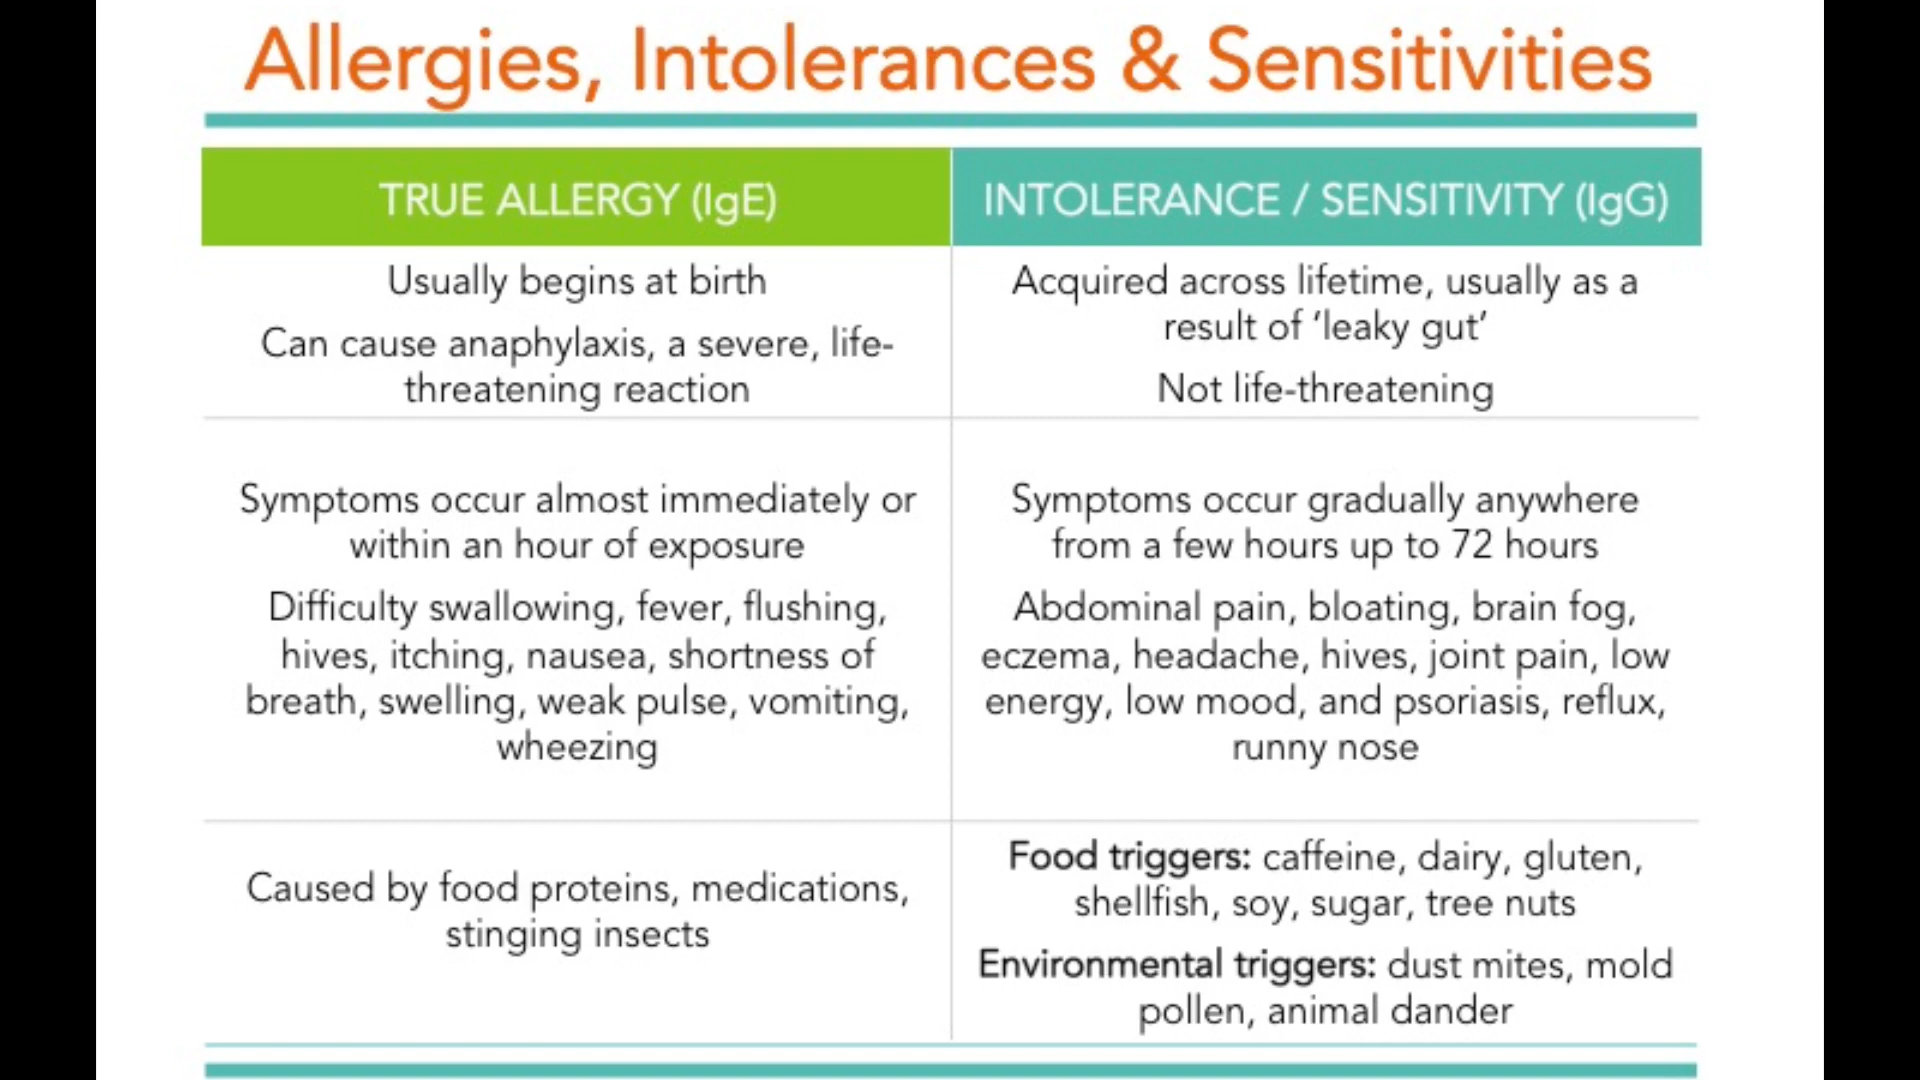 Allergies, Intolerances & Sensitivities
TRUE ALLERGY (IgE)
INTOLERANCE / SENSITIVITY (IgG)
Usually begins at birth
Can cause anaphylaxis, a severe, life-
threatening reaction
Acquired across lifetime, usually as a
result of ‘leaky gut’
Not life-threatening
Symptoms occur almost immediately or
within an hour of exposure
Difficulty swallowing, fever, flushing,
hives, itching, nausea, shortness of
breath, swelling, weak pulse, vomiting,
wheezing
Symptoms occur gradually anywhere
from a few hours up to 72 hours
Abdominal pain, bloating, brain fog,
eczema, headache, hives, joint pain, low
energy, low mood, and psoriasis, reflux,
runny nose
Caused by food proteins, medications,
stinging insects
Food triggers: caffeine, dairy, gluten,
shellfish, soy, sugar, tree nuts
Environmental triggers: dust mites, mold
pollen, animal dander